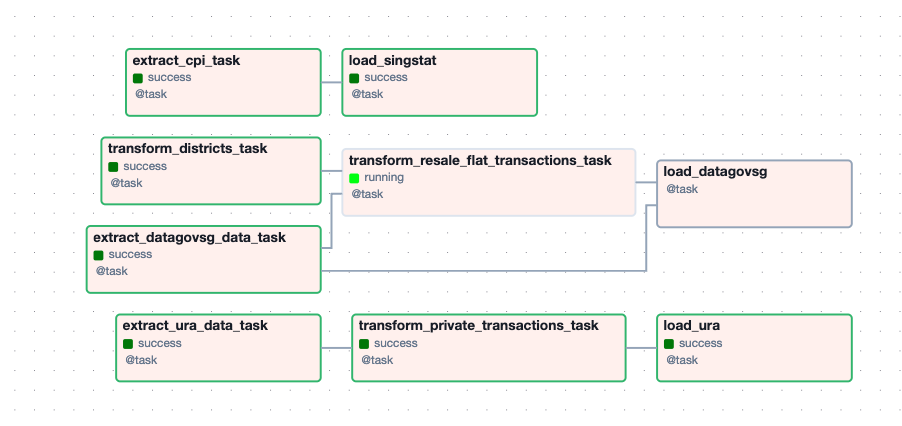 extract_cpi_task
success
@task
load_singstat
success
@task
transform_districts_task
success
@task
transform_resale_flat_transactions_task
running
@task
load_datagovsg
@task
extract_datagovsg_data_task
success
@task
extract_ura_data_task
success
@task
transform_private_transactions_task
success
@task
load_ura
success
@task